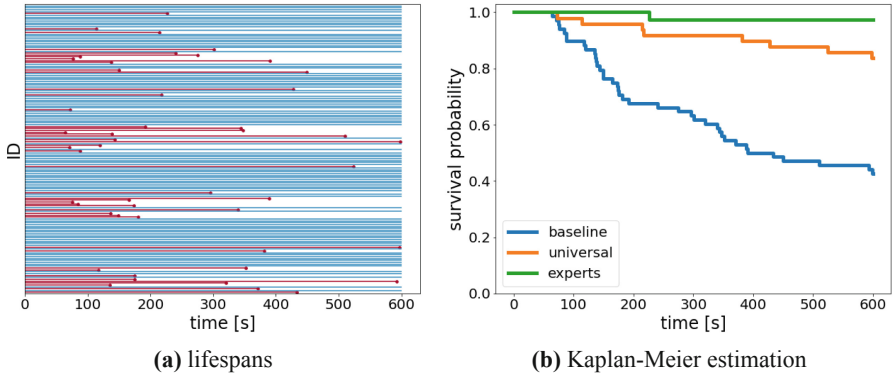 ID
0 100 200 300 400 500 600
time [s]
(a) lifespans
survival probability
1.0
0.8
0.6
0.4
0.2
0.0
baseline
universal
experts
0 100 200 300 400 500 600
time [s]
(b) Kaplan-Meier estimation